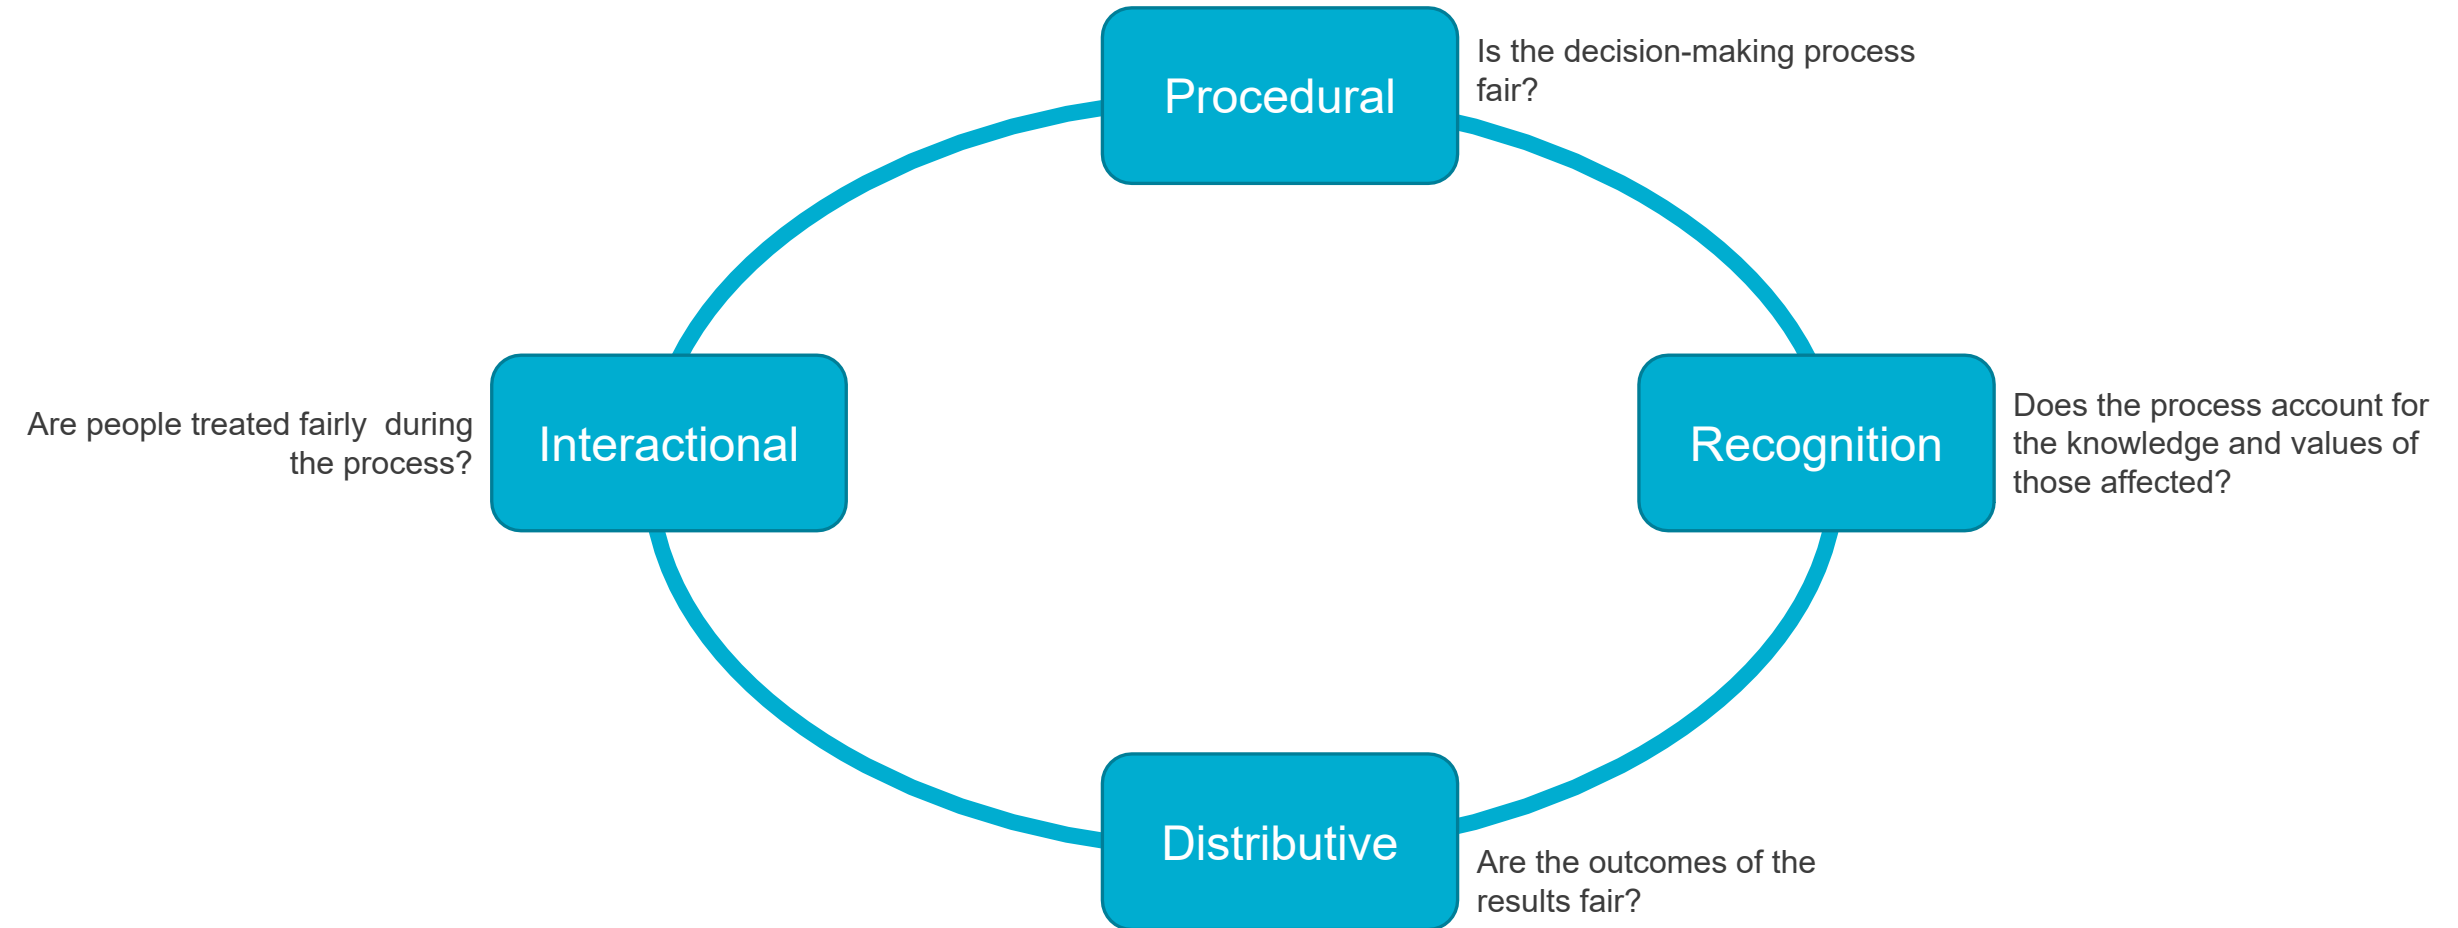 Procedural
Is the decision-making process
fair?
Interactional
Are people treated fairly  during
the process?
Recognition
Does the process account for
the knowledge and values of
those affected?
Distributive
Are the outcomes of the
results fair?